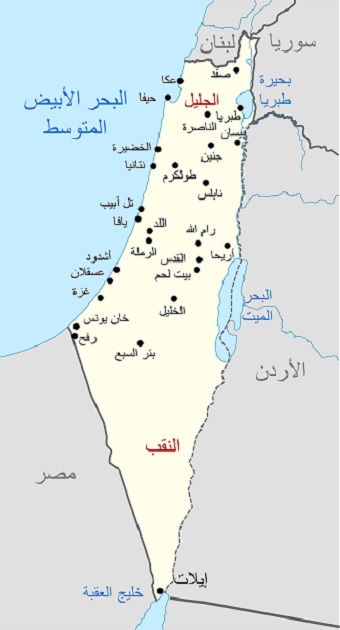 سوريا
لبنان
صفد
عكا
بحيرة
طبريا
الجليل
حيفا
البحر الأبيض
المتوسط
طبريا
الناصرة
بيسان
الخضيرة
جنين
نتانيا
طولكرم
نابلس
تل أبيب
يافا
اللد
رام الله
الرملة
أريحا
القدس
أشدود
بيت لحم
عسقلان
غزة
البحر
الميت
الخليل
خان يونس
رفح
بئر السبع
الأردن
النقب
مصر
إيلات
خليج العقبة